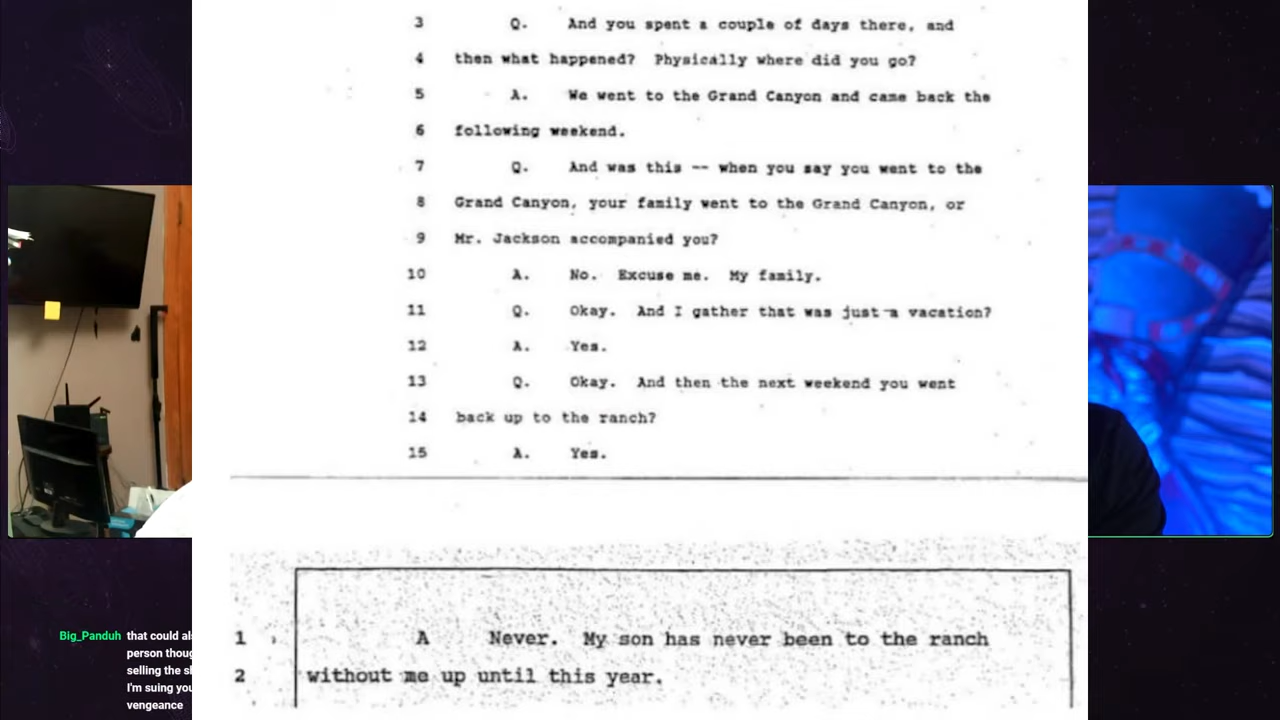 3 Q. And you spent a couple of days there, and
4 then what happened? Physically where did you go?
5 A. We went to the Grand Canyon and came back the
6 following weekend.
7 Q. And was this -- when you say you went to the
8 Grand Canyon, your family went to the Grand Canyon, or
9 Mr. Jackson accompanied you?
10 A. No. Excuse me. My family.
11 Q. Okay. And I gather that was just a vacation?
12 A. Yes.
13 Q. Okay. And then the next weekend you went
14 back up to the ranch?
15 A. Yes.
1 A Never. My son has never been to the ranch
2 without me up until this year.
Big_Panduh that could al
person thoug
selling the s
I'm suing you
vengeance